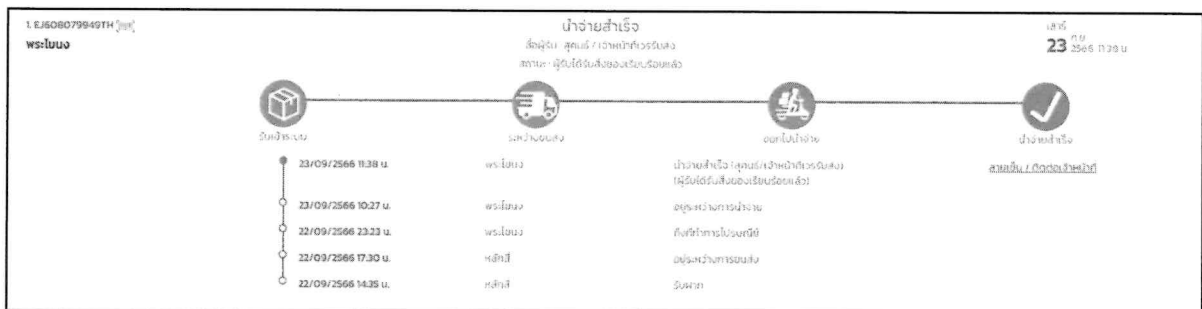 1. EJ608079949TH [EMS]
พระโขนง
นำจ่ายสำเร็จ
ชื่อผู้รับ : สุคนธ์ / เจ้าหน้าที่เวรรับส่ง
สถานะ : ผู้รับได้รับสิ่งของเรียบร้อยแล้ว
เสาร์
23 ก.ย. 2566 11:38 น.
รับเข้าระบบ
ระหว่างขนส่ง
ออกไปนำจ่าย
นำจ่ายสำเร็จ
23/09/2566 11:38 น. พระโขนง นำจ่ายสำเร็จ (สุคนธ์/เจ้าหน้าที่เวรรับส่ง)
(ผู้รับได้รับสิ่งของเรียบร้อยแล้ว)
ลายเซ็น / ติดต่อเจ้าหน้าที่
23/09/2566 10:27 น. พระโขนง อยู่ระหว่างการนำจ่าย
22/09/2566 23:23 น. พระโขนง ถึงที่ทำการไปรษณีย์
22/09/2566 17:30 น. หลักสี่ อยู่ระหว่างการขนส่ง
22/09/2566 14:35 น. หลักสี่ รับฝาก